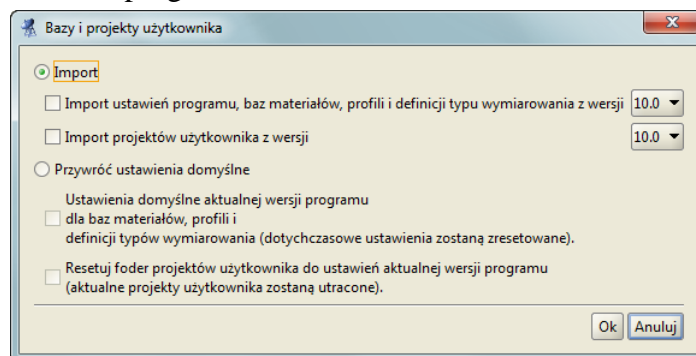 Bazy i projekty użytkownika
Import
Import ustawień programu, baz materiałów, profili i definicji typu wymiarowania z wersji 10.0
Import projektów użytkownika z wersji 10.0
Przywróć ustawienia domyślne
Ustawienia domyślne aktualnej wersji programu
dla baz materiałów, profili i
definicji typów wymiarowania (dotychczasowe ustawienia zostaną zresetowane).
Resetuj foder projektów użytkownika do ustawień aktualnej wersji programu
(aktualne projekty użytkownika zostaną utracone).
Ok Anuluj